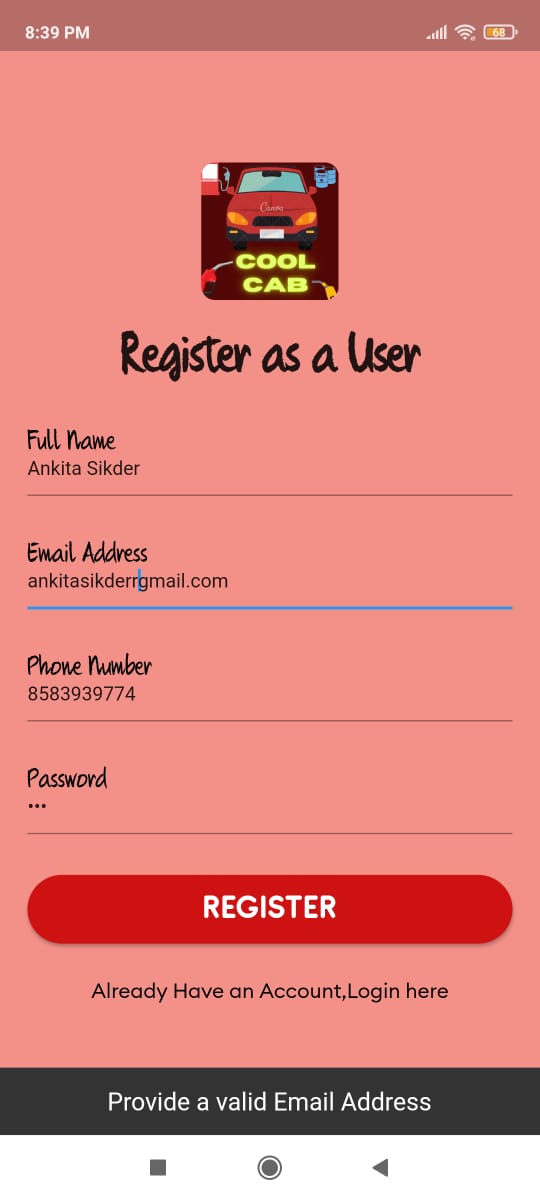 8:39 PM
68
Canva
COOL
CAB
Register as a User
Full Name
Ankita Sikder
Email Address
ankitasikderrgmail.com
Phone Number
8583939774
Password
•••
REGISTER
Already Have an Account,Login here
Provide a valid Email Address